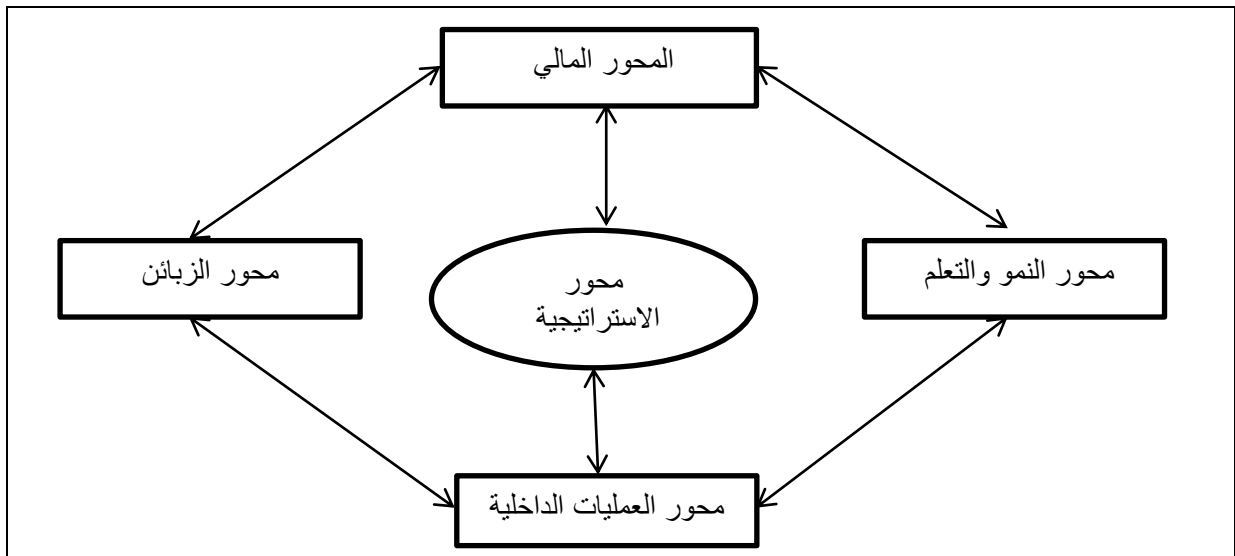 المحور المالي
محور النمو والتعلم
محور
الاستراتيجية
محور الزبائن
محور العمليات الداخلية